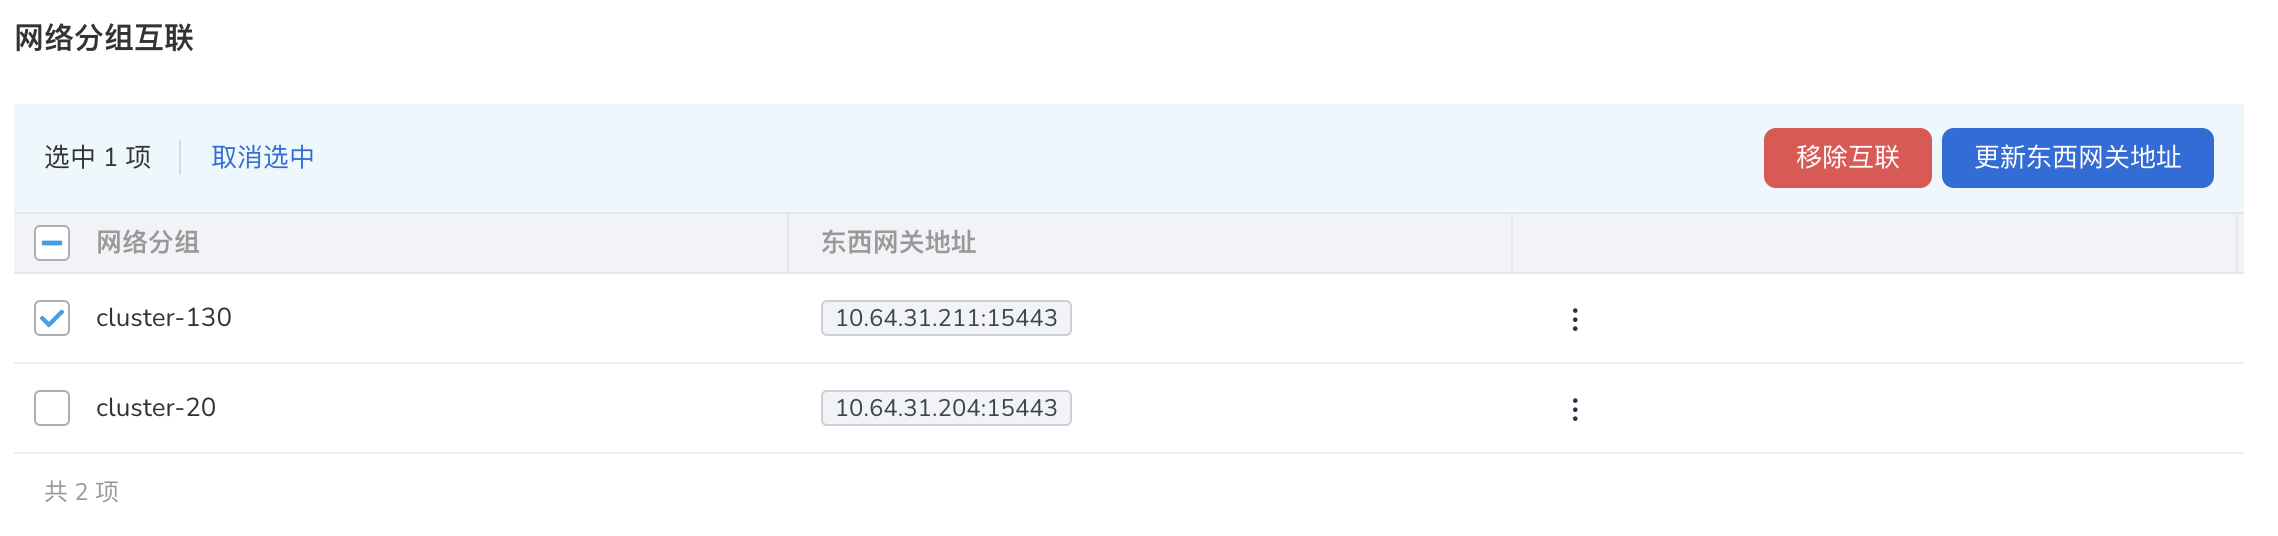 网络分组互联
选中 1 项 取消选中 移除互联 更新东西网关地址
网络分组 东西网关地址
cluster-130 10.64.31.211:15443
cluster-20 10.64.31.204:15443
共 2 项